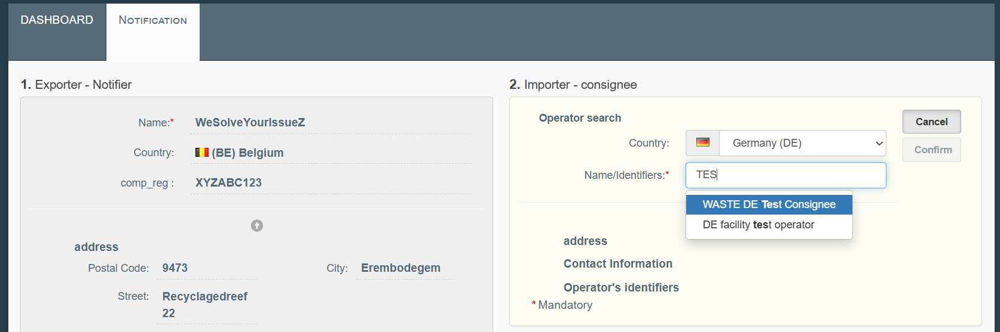 DASHBOARD
NOTIFICATION
1. Exporter - Notifier
Name:* WeSolveYourIssueZ
Country: (BE) Belgium
comp_reg : XYZABC123
address
Postal Code: 9473 City: Erembodegem
Street: Recyclagedreef
22
2. Importer - consignee
Operator search
Cancel
Country: Germany (DE)
Confirm
Name/Identifiers:* TES
WASTE DE Test Consignee
DE facility test operator
address
Contact Information
Operator's identifiers
* Mandatory